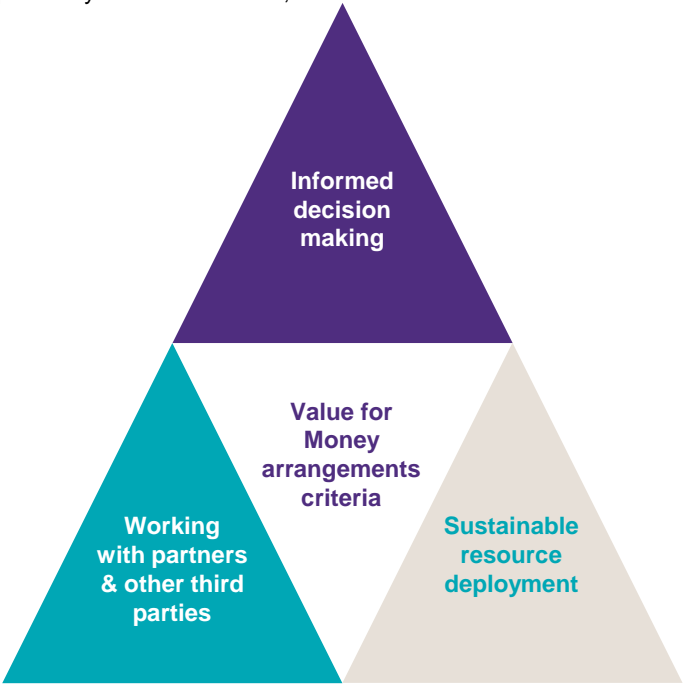 Informed
decision
making
Value for
Money
arrangements
criteria
Working
with partners
& other third
parties
Sustainable
resource
deployment